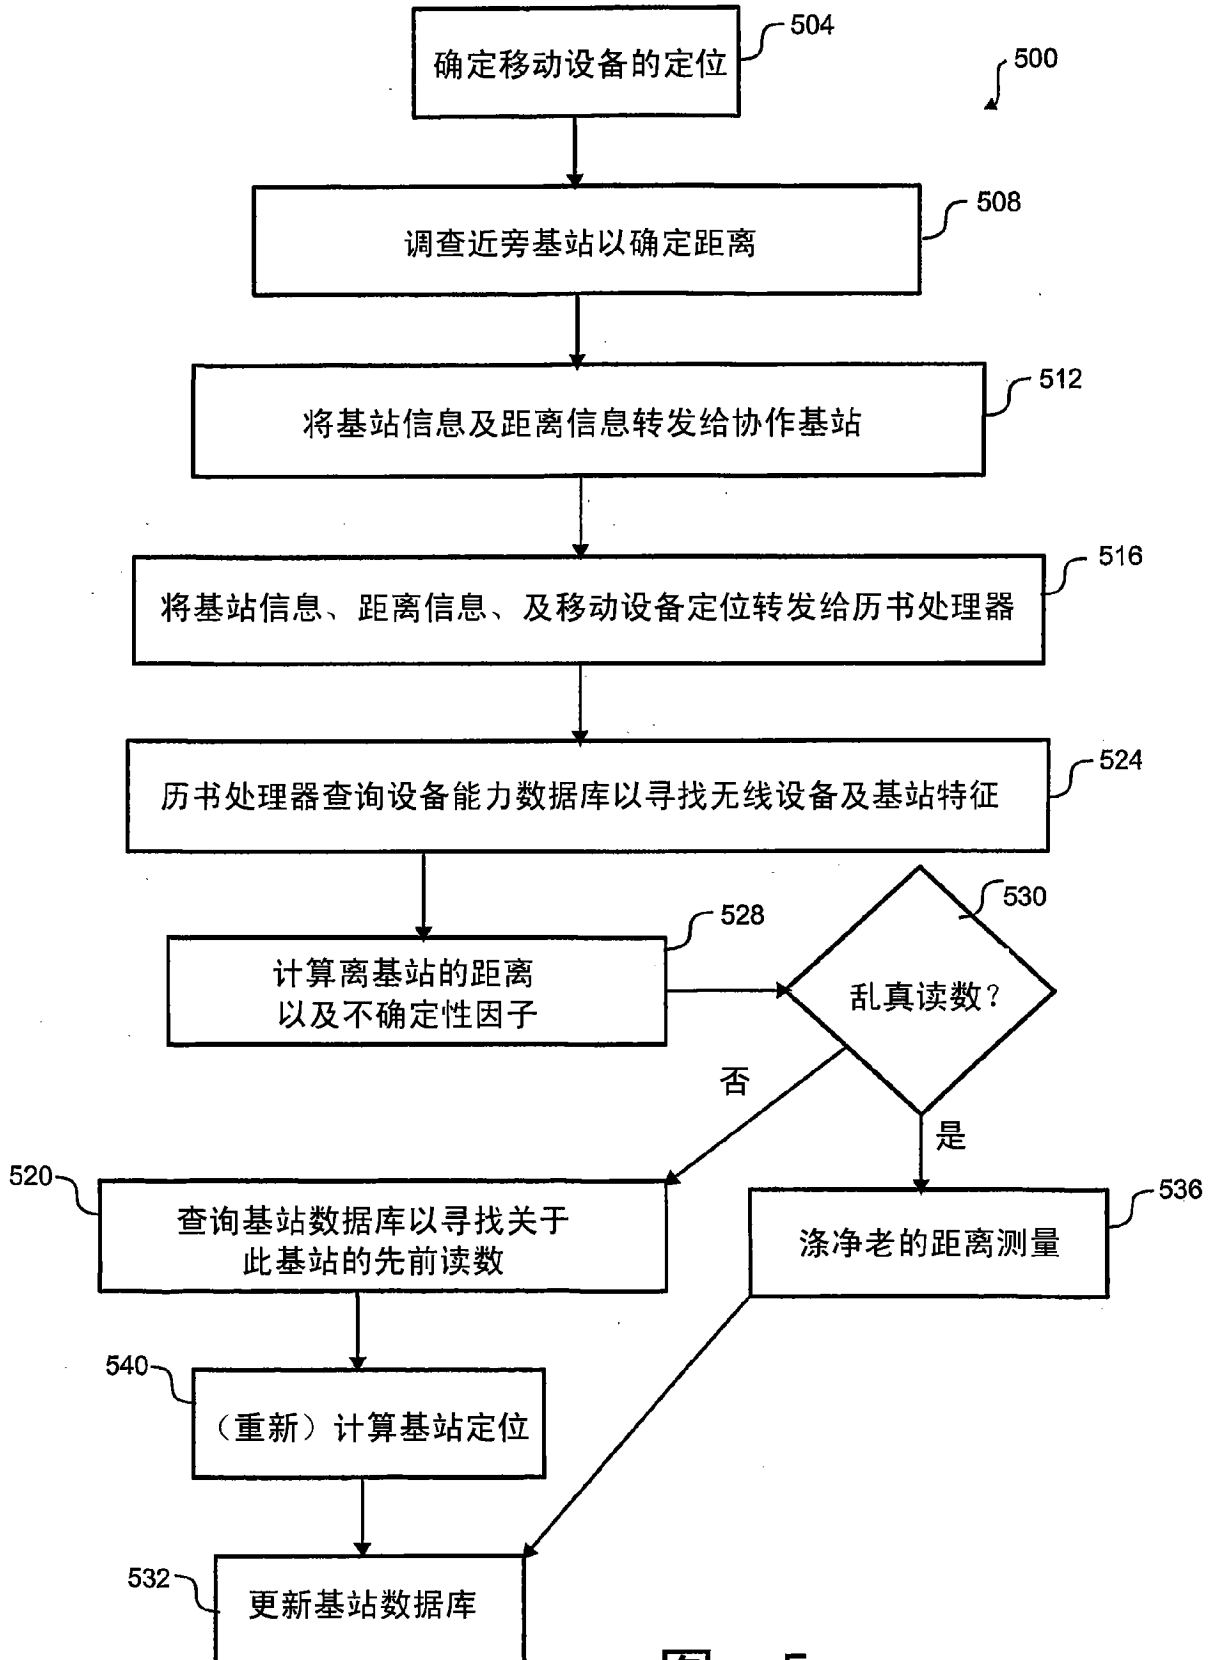 504
确定移动设备的定位
500
508
调查近旁基站以确定距离
512
将基站信息及距离信息转发给协作基站
516
将基站信息、距离信息、及移动设备定位转发给历书处理器
524
历书处理器查询设备能力数据库以寻找无线设备及基站特征
528
计算离基站的距离
以及不确定性因子
530
乱真读数？
否
是
520
查询基站数据库以寻找关于
此基站的先前读数
536
涤净老的距离测量
540
（重新）计算基站定位
532
更新基站数据库